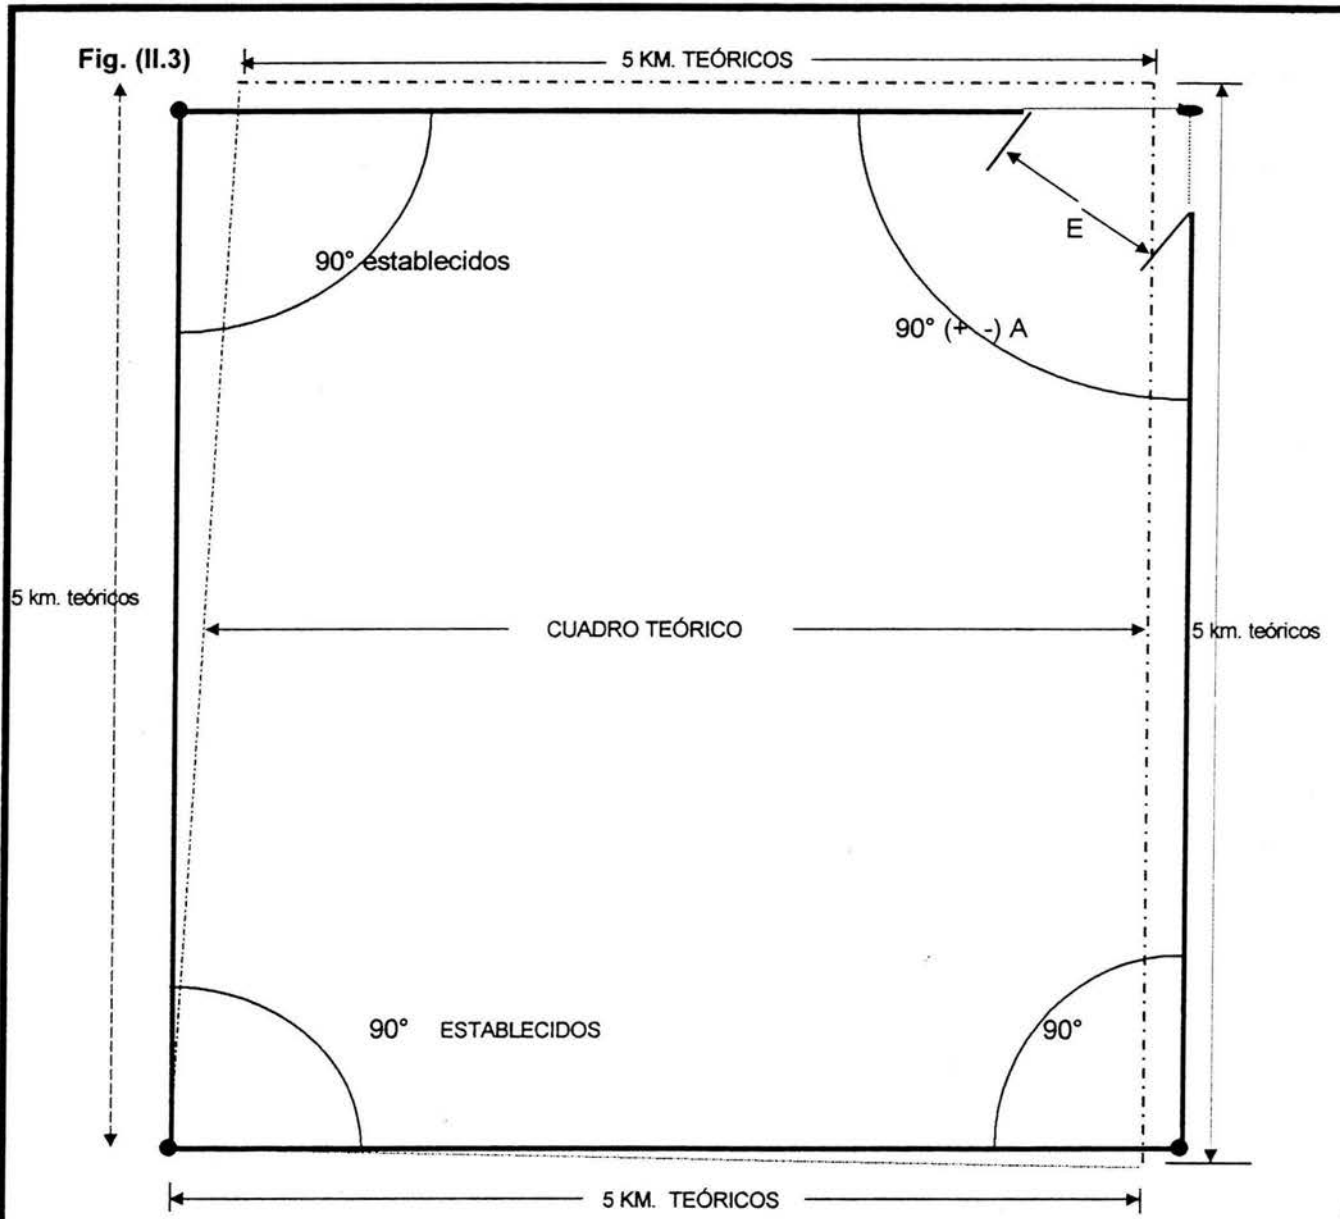 Fig. (II.3)
5 KM. TEÓRICOS
90° establecidos
E
90° (+ -) A
5 km. teóricos
CUADRO TEÓRICO
5 km. teóricos
90° ESTABLECIDOS
90°
5 KM. TEÓRICOS